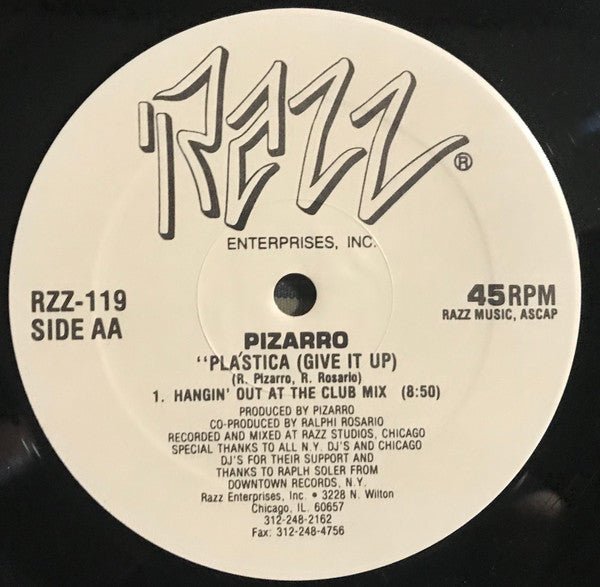 RAZZ®
ENTERPRISES, INC.
RZZ-119
SIDE AA
45RPM
RAZZ MUSIC, ASCAP
PIZARRO
"PLÁSTICA (GIVE IT UP)
(R. Pizarro, R. Rosario)
1. HANGIN' OUT AT THE CLUB MIX (8:50)
PRODUCED BY PIZARRO
CO-PRODUCED BY RALPHI ROSARIO
RECORDED AND MIXED AT RAZZ STUDIOS, CHICAGO
SPECIAL THANKS TO ALL N.Y. DJ'S AND CHICAGO
DJ'S FOR THEIR SUPPORT AND
THANKS TO RAPLH SOLER FROM
DOWNTOWN RECORDS, N.Y.
Razz Enterprises, Inc. • 3228 N. Wilton
Chicago, IL. 60657
312-248-2162
Fax: 312-248-4756